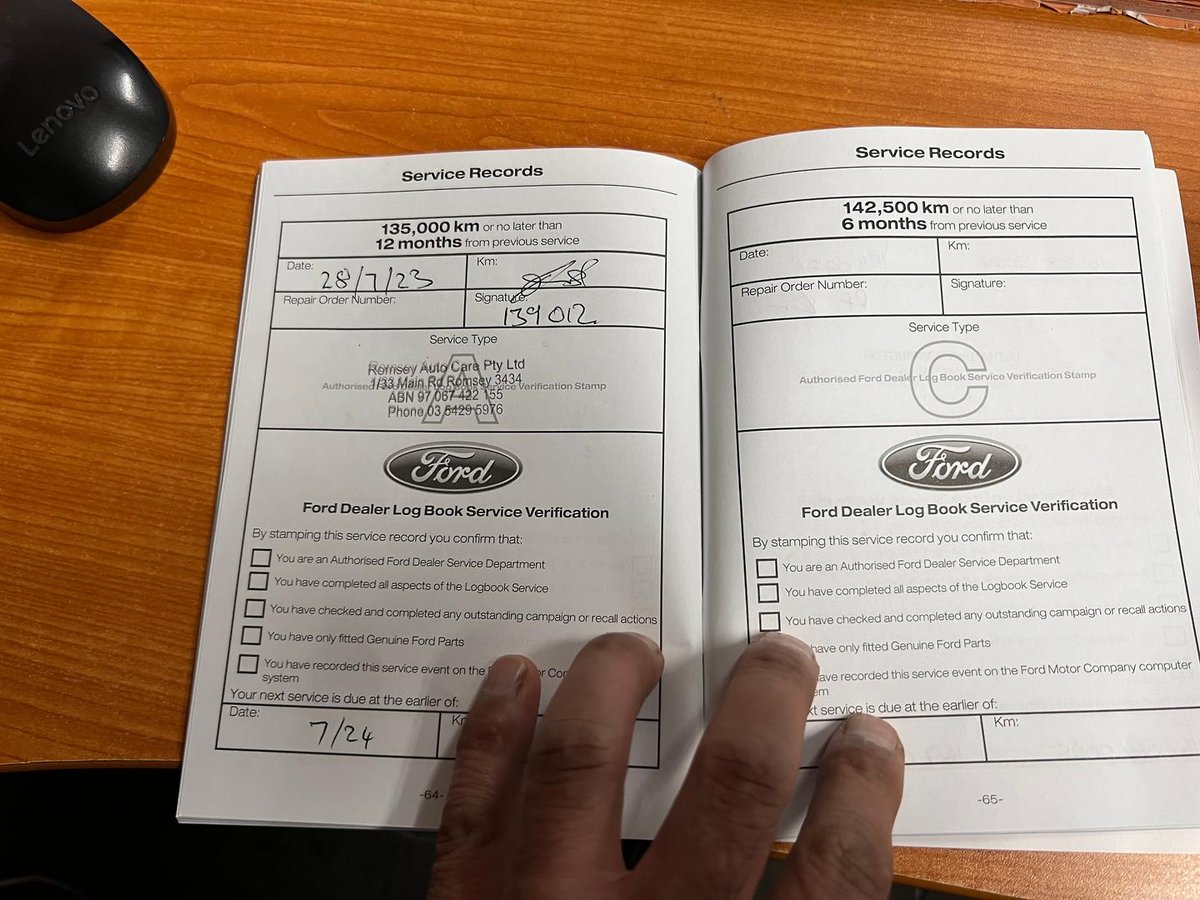 Lenovo
Service Records
135,000 km or no later than
12 months from previous service
Date: 28/7/23
Km:
Repair Order Number:
Signature: 139 012
Service Type
A
Romsey Auto Care Pty Ltd
1/33 Main Rd Romsey 3434
Authorised Service Verification Stamp
ABN 97 067 422 155
Phone 03 5429 5976
Ford
Ford Dealer Log Book Service Verification
By stamping this service record you confirm that:
You are an Authorised Ford Dealer Service Department
You have completed all aspects of the Logbook Service
You have checked and completed any outstanding campaign or recall actions
You have only fitted Genuine Ford Parts
You have recorded this service event on the
system
Your next service is due at the earlier of:
Date: 7/24
-64-
Service Records
142,500 km or no later than
6 months from previous service
Date:
Km:
Repair Order Number:
Signature:
Service Type
C
Authorised Ford Dealer Log Book Service Verification Stamp
Ford
Ford Dealer Log Book Service Verification
By stamping this service record you confirm that:
You are an Authorised Ford Dealer Service Department
You have completed all aspects of the Logbook Service
You have checked and completed any outstanding campaign or recall actions
have only fitted Genuine Ford Parts
recorded this service event on the Ford Motor Company computer
service is due at the earlier of:
Km:
-65-